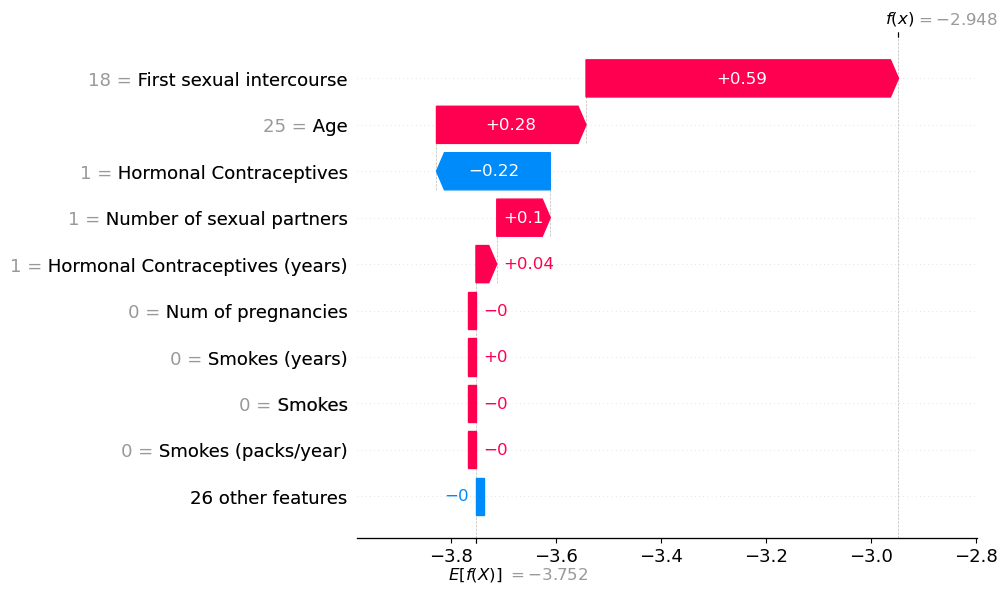 f(x) = −2.948
18 = First sexual intercourse
+0.59
25 = Age
+0.28
1 = Hormonal Contraceptives
−0.22
1 = Number of sexual partners
+0.1
1 = Hormonal Contraceptives (years)
+0.04
0 = Num of pregnancies
−0
0 = Smokes (years)
+0
0 = Smokes
−0
0 = Smokes (packs/year)
−0
26 other features
−0
−3.8 −3.6 −3.4 −3.2 −3.0 −2.8
E[f(X)] = −3.752